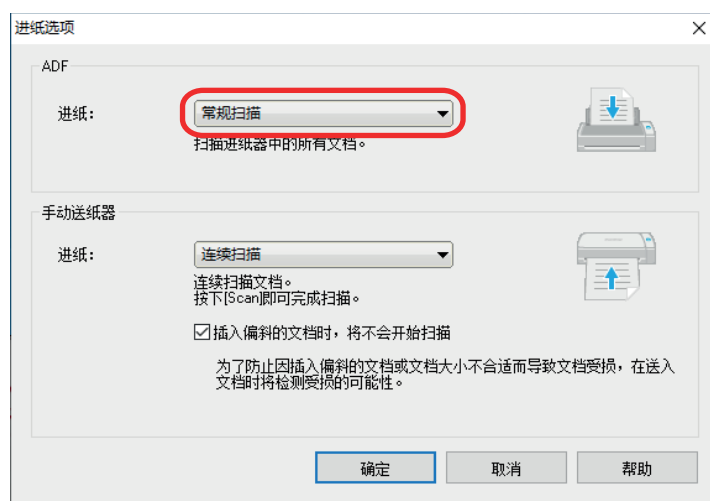 进纸选项
ADF
进纸：
常规扫描
扫描进纸器中的所有文档。
手动送纸器
进纸：
连续扫描
连续扫描文档。
按下[Scan]即可完成扫描。
插入偏斜的文档时，将不会开始扫描
为了防止因插入偏斜的文档或文档大小不合适而导致文档受损，在送入
文档时将检测受损的可能性。
确定
取消
帮助